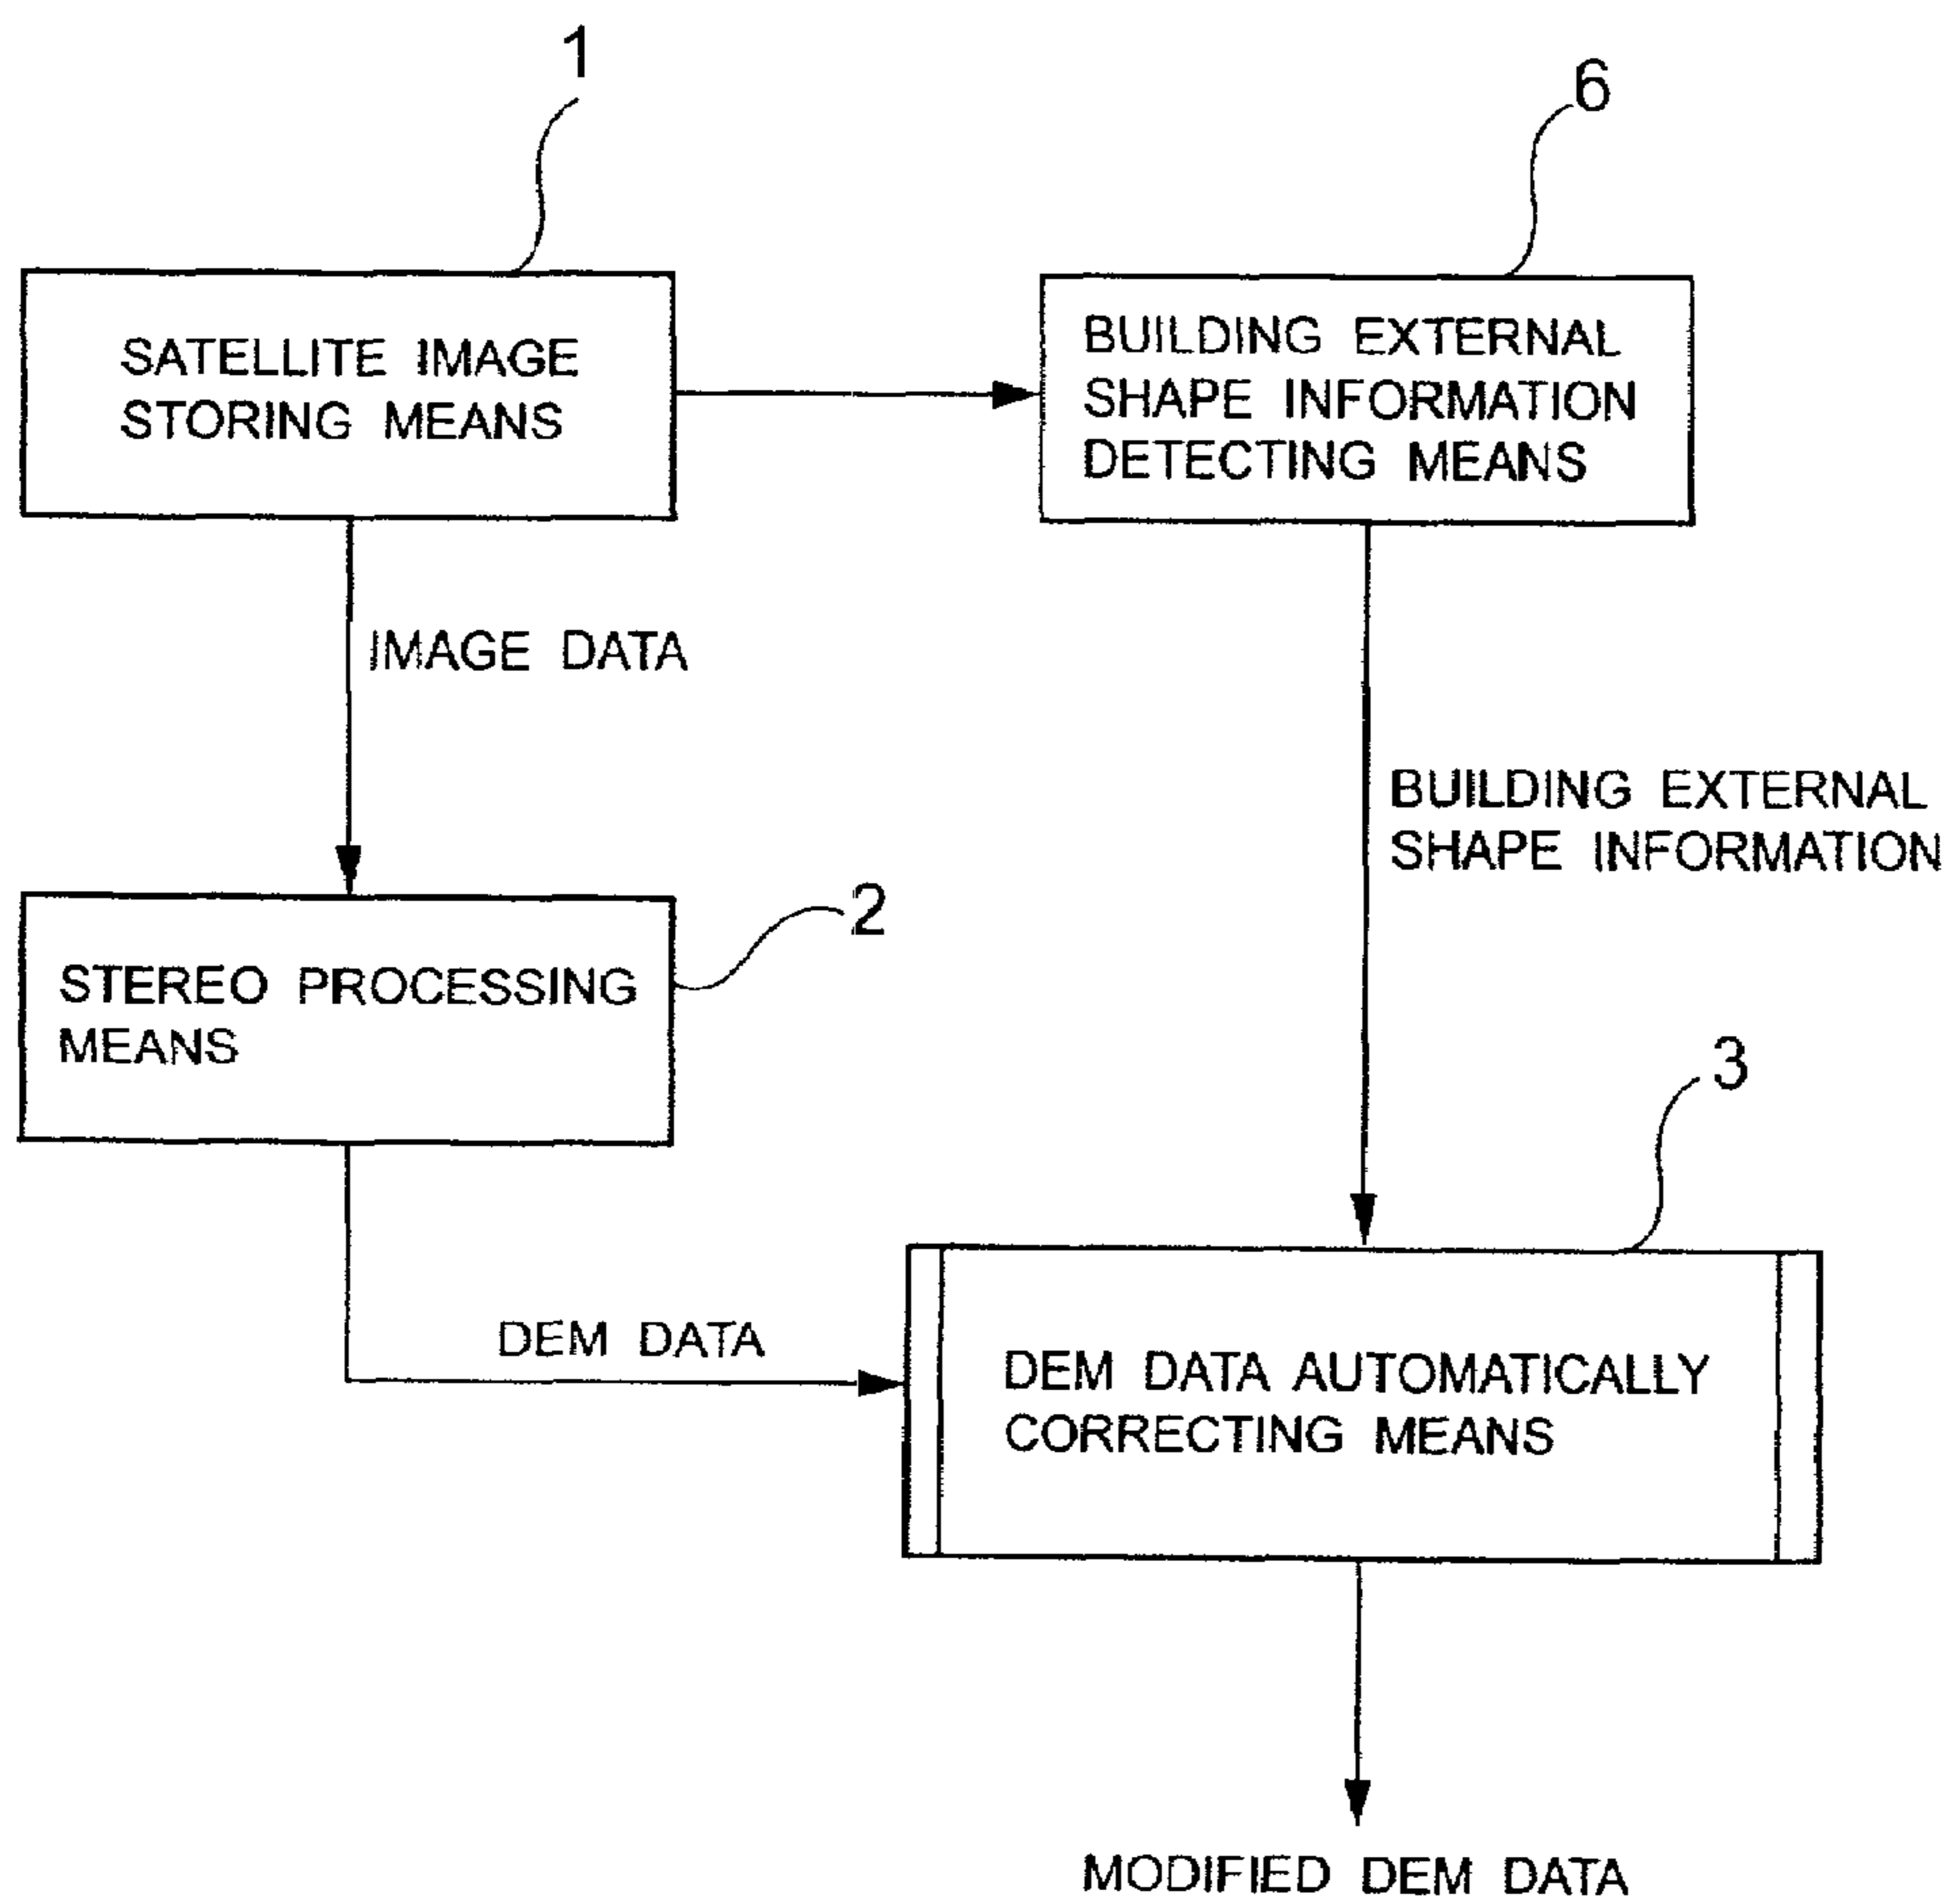 1
6
SATELLITE IMAGE
STORING MEANS
BUILDING EXTERNAL
SHAPE INFORMATION
DETECTING MEANS
IMAGE DATA
BUILDING EXTERNAL
SHAPE INFORMATION
2
STEREO PROCESSING
MEANS
3
DEM DATA
DEM DATA AUTOMATICALLY
CORRECTING MEANS
MODIFIED DEM DATA